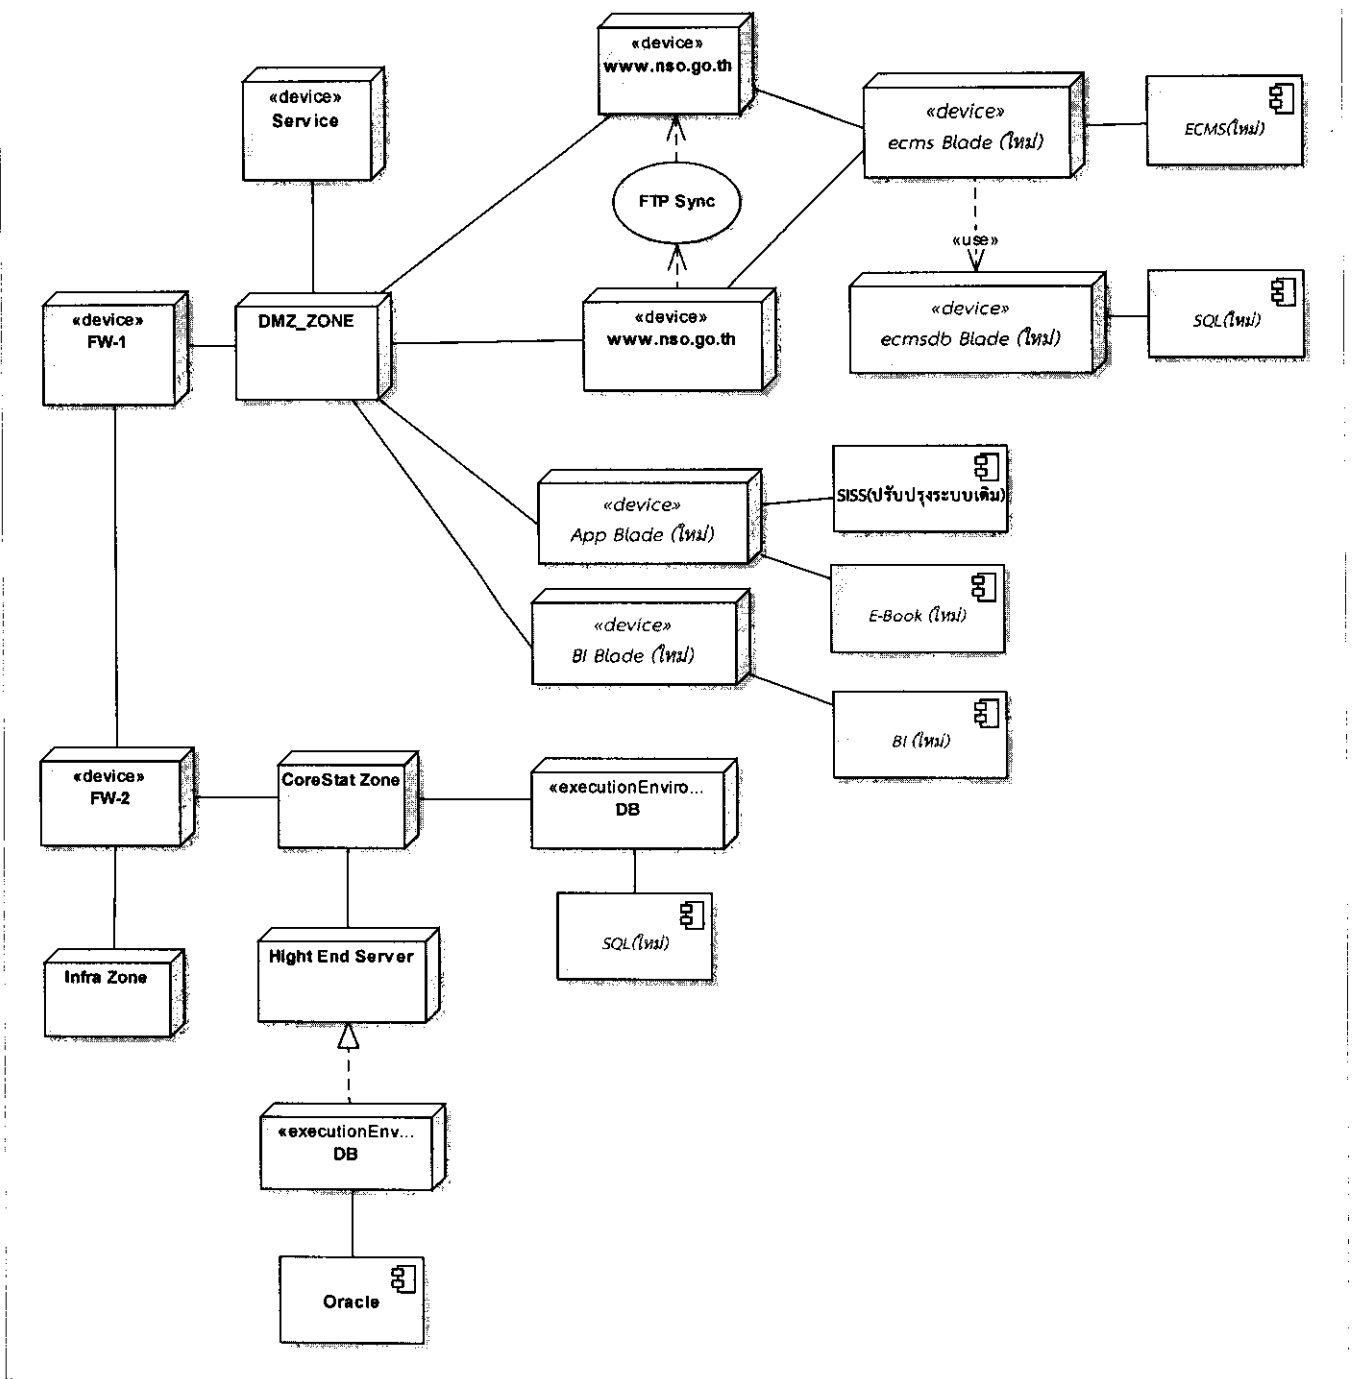 «device»
www.nso.go.th
«device»
Service
«device»
ecms Blade (ใหม่)
ECMS(ใหม่)
FTP Sync
«use»
«device»
FW-1
DMZ_ZONE
«device»
www.nso.go.th
«device»
ecmsdb Blade (ใหม่)
SQL(ใหม่)
«device»
App Blade (ใหม่)
SISS(ปรับปรุงระบบเดิม)
E-Book (ใหม่)
«device»
BI Blade (ใหม่)
BI (ใหม่)
«device»
FW-2
CoreStat Zone
«executionEnviro...
DB
SQL(ใหม่)
Infra Zone
Hight End Server
«executionEnv...
DB
Oracle